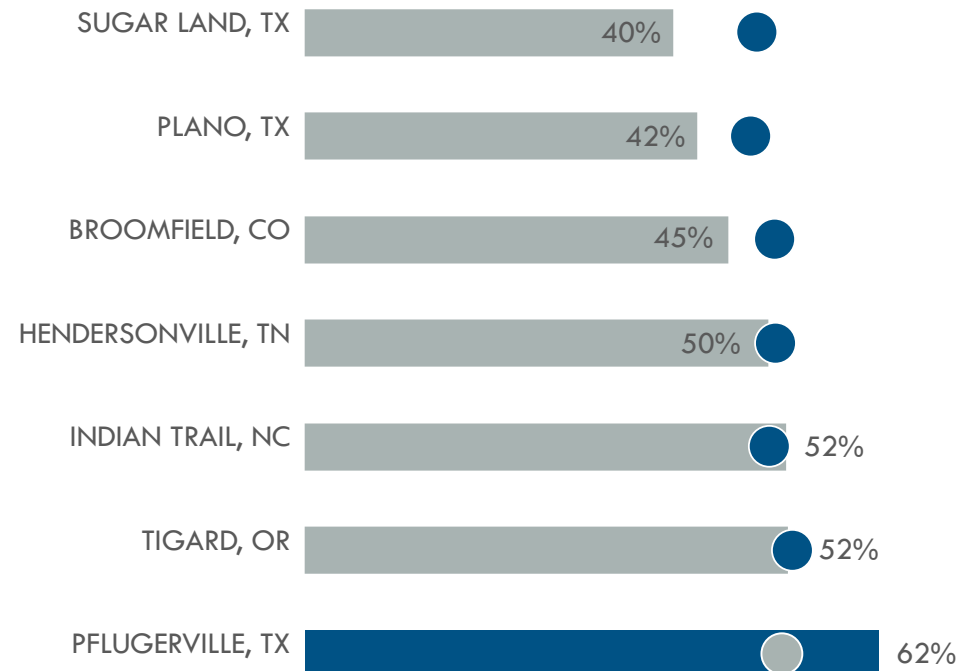 SUGAR LAND, TX 40%
PLANO, TX 42%
BROOMFIELD, CO 45%
HENDERSONVILLE, TN 50%
INDIAN TRAIL, NC 52%
TIGARD, OR 52%
PFLUGERVILLE, TX 62%